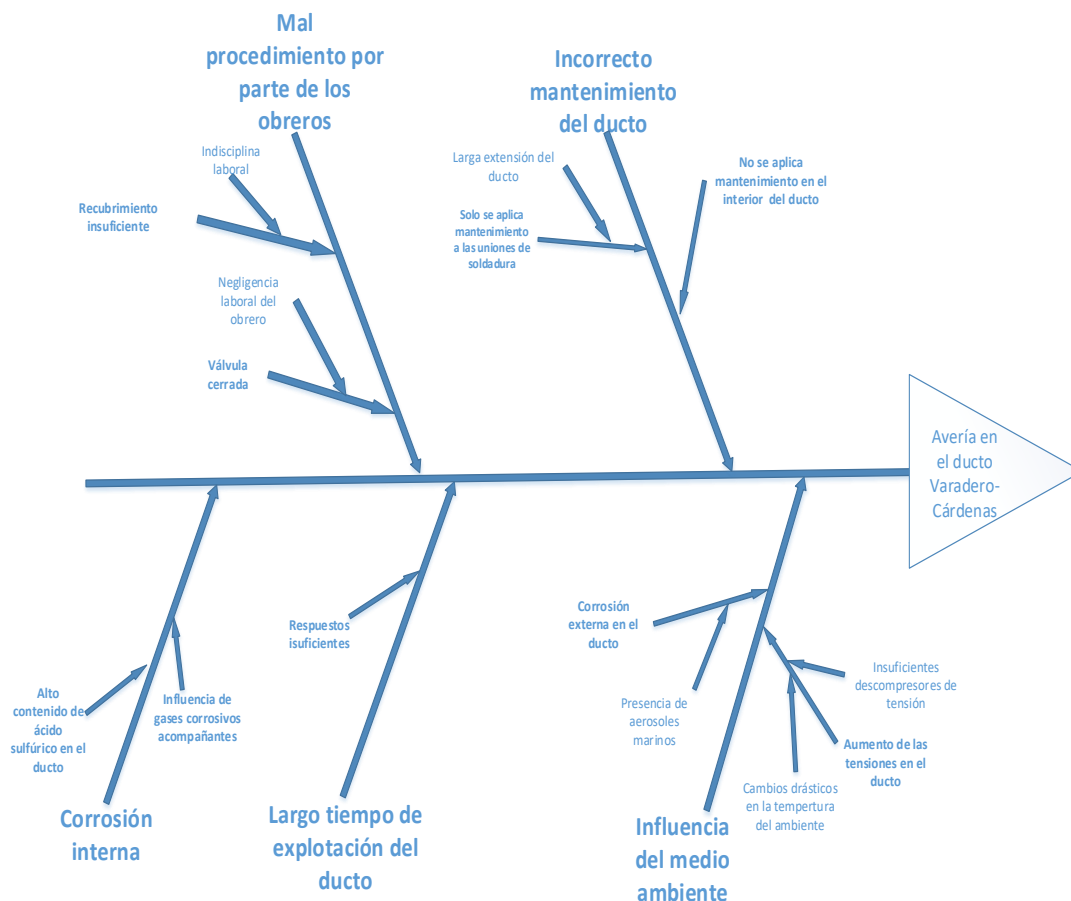 Mal
procedimiento por
parte de los
obreros
Incorrecto
mantenimiento
del ducto
Indisciplina
laboral
Recubrimiento
insuficiente
Negligencia
laboral del
obrero
Válvula
cerrada
Larga extensión del
ducto
Solo se aplica
mantenimiento
a las uniones de
soldadura
No se aplica
mantenimiento en el
interior del ducto
Avería en
el ducto
Varadero-
Cárdenas
Alto
contenido de
ácido
sulfúrico en el
ducto
Influencia de
gases corrosivos
acompañantes
Corrosión
interna
Respuestos
isuficientes
Largo tiempo de
explotación del
ducto
Corrosión
externa en el
ducto
Presencia de
aerosoles
marinos
Insuficientes
descompresores de
tensión
Aumento de las
tensiones en el
ducto
Cambios drásticos
en la tempertura
del ambiente
Influencia
del medio
ambiente